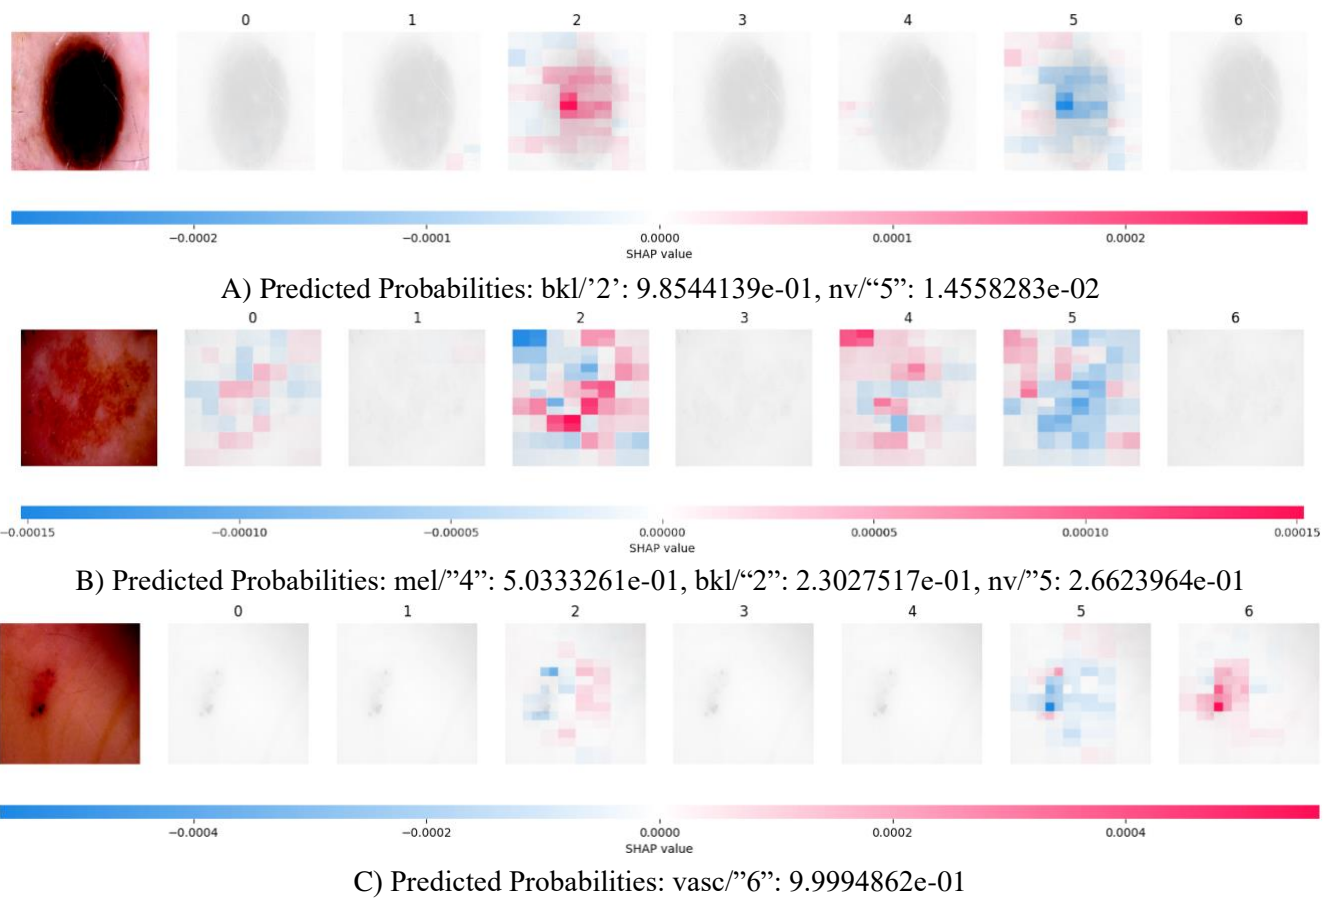 0 1 2 3 4 5 6
−0.0002 −0.0001 0.0000 0.0001 0.0002
SHAP value
A) Predicted Probabilities: bkl/’2’: 9.8544139e-01, nv/“5”: 1.4558283e-02
0 1 2 3 4 5 6
−0.00015 −0.00010 −0.00005 0.00000 0.00005 0.00010 0.00015
SHAP value
B) Predicted Probabilities: mel/”4”: 5.0333261e-01, bkl/“2”: 2.3027517e-01, nv/”5: 2.6623964e-01
0 1 2 3 4 5 6
−0.0004 −0.0002 0.0000 0.0002 0.0004
SHAP value
C) Predicted Probabilities: vasc/”6”: 9.9994862e-01